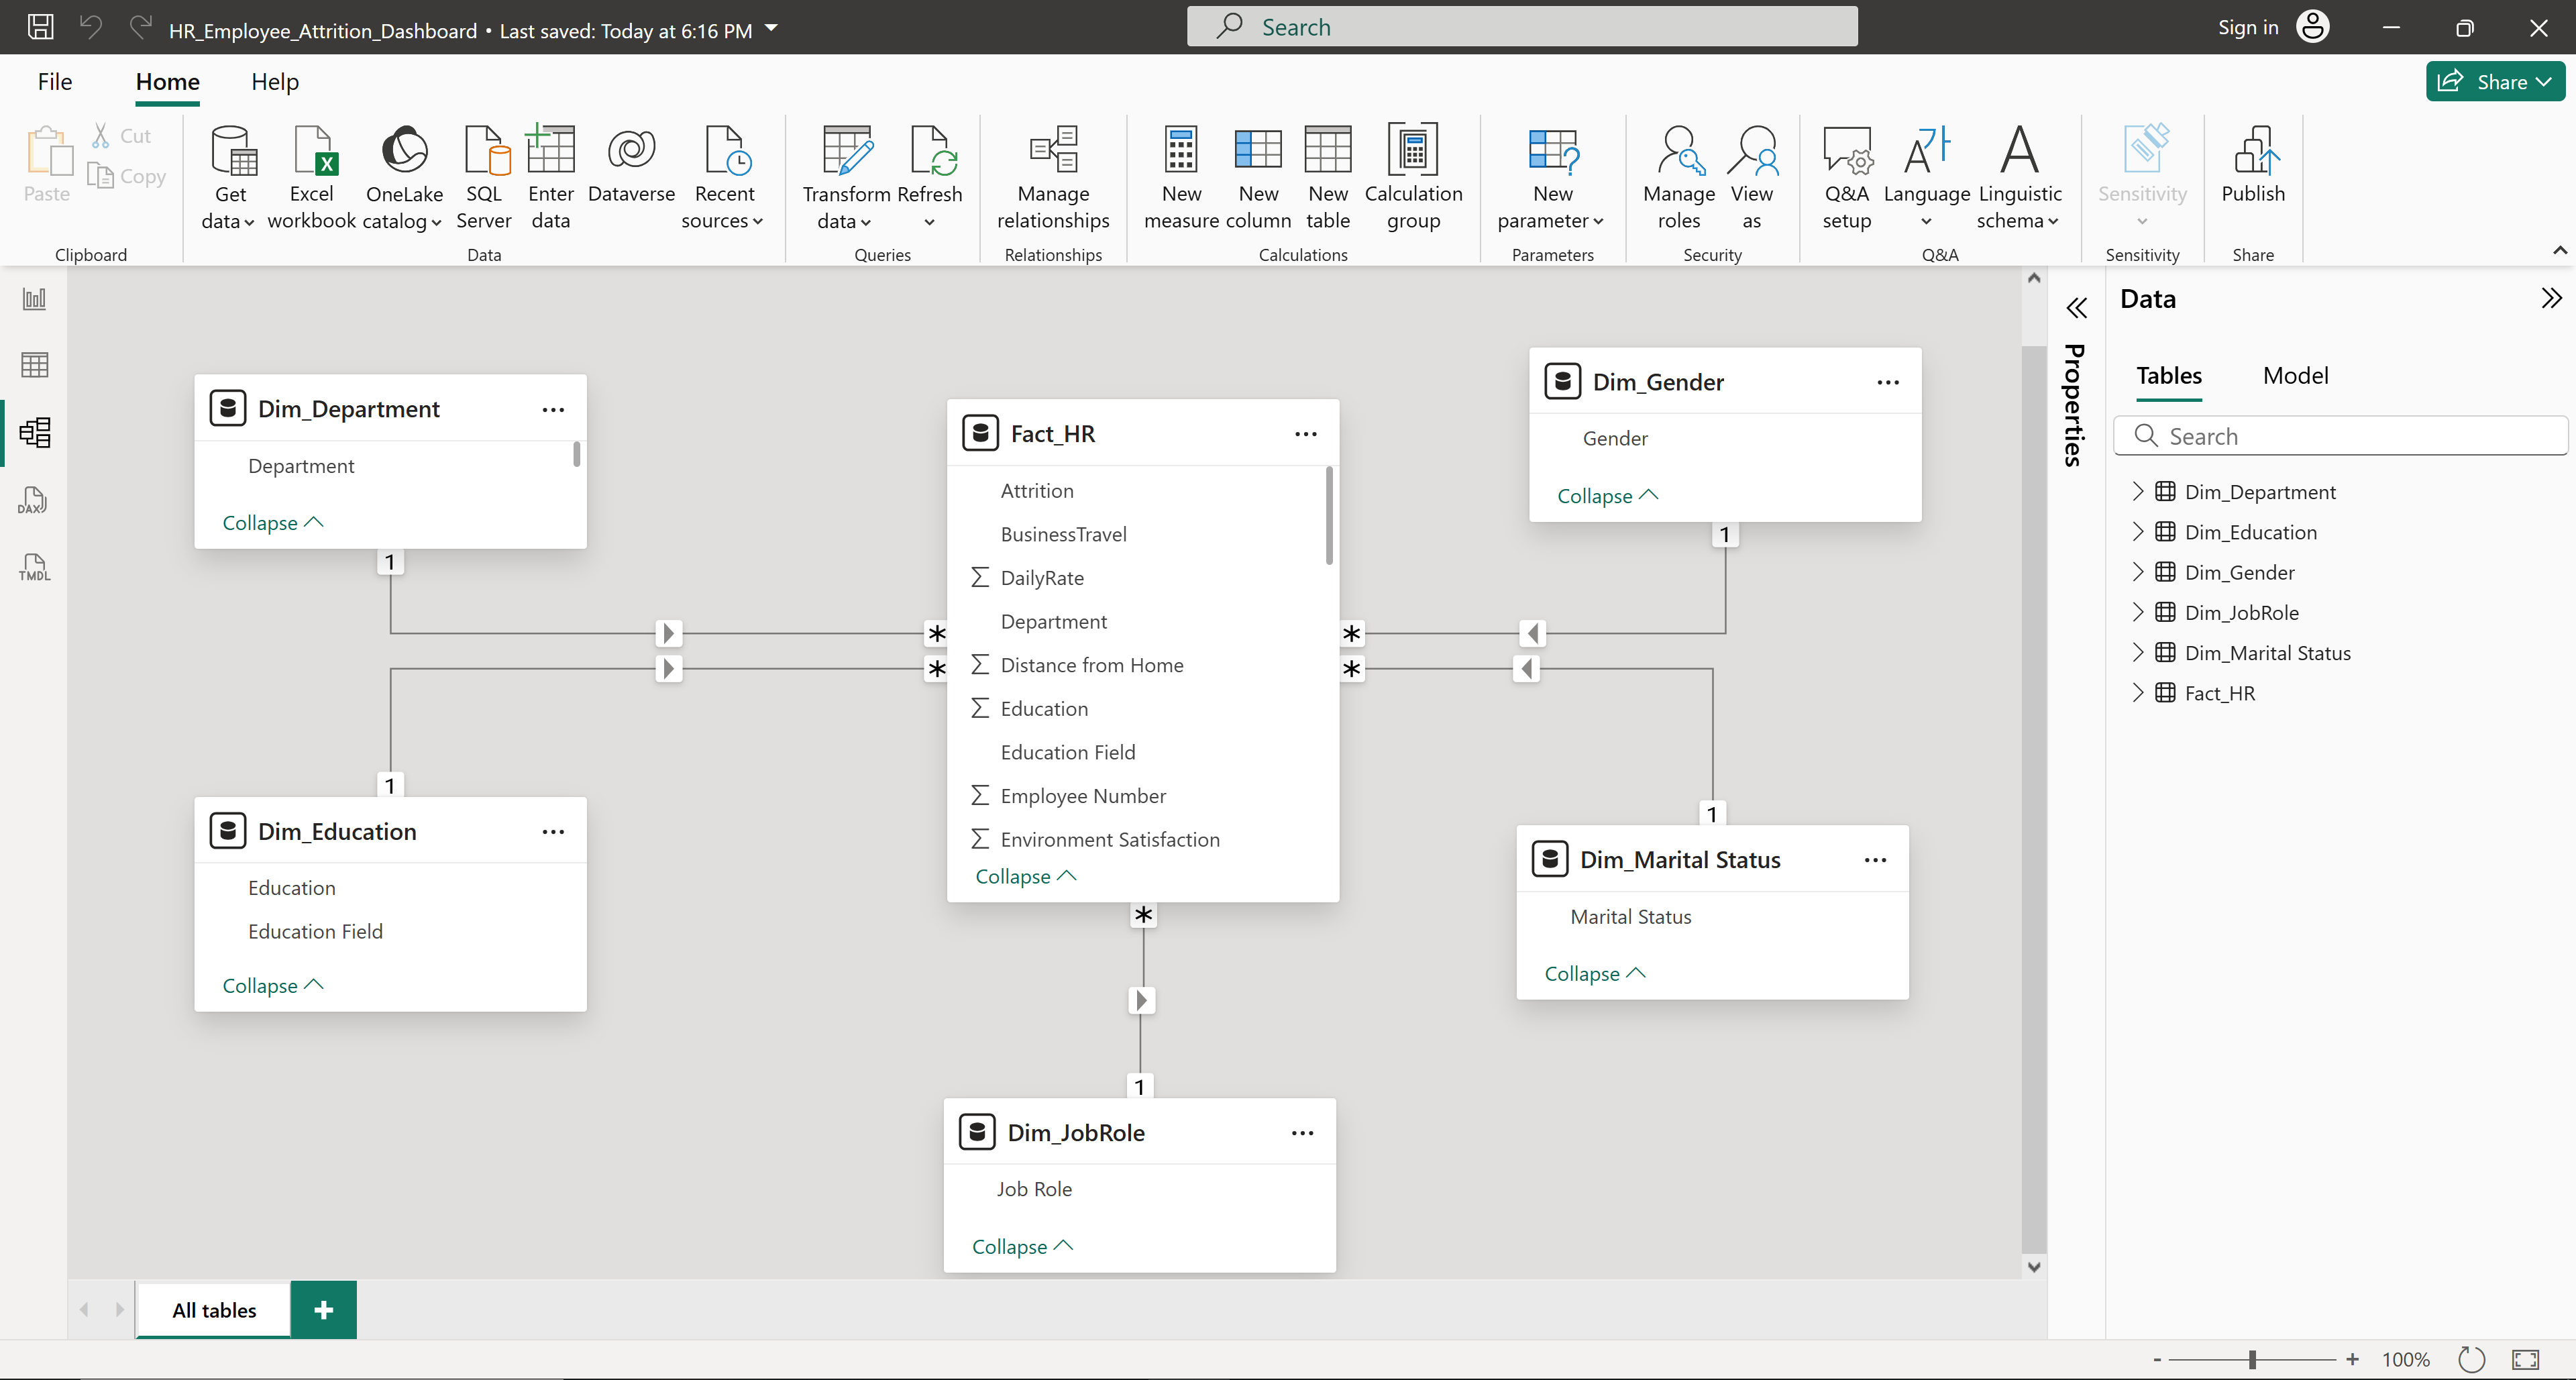 HR_Employee_Attrition_Dashboard • Last saved: Today at 6:16 PM
Search
Sign in
File
Home
Help
Share
Paste
Cut
Copy
Clipboard
Get data
Excel workbook
OneLake catalog
SQL Server
Enter data
Dataverse
Recent sources
Data
Transform data
Refresh
Queries
Manage relationships
Relationships
New measure
New column
New table
Calculation group
Calculations
New parameter
Parameters
Manage roles
View as
Security
Q&A setup
Language
Linguistic schema
Q&A
Sensitivity
Sensitivity
Publish
Share
DAX
TMDL
Dim_Department
Department
Collapse
1
*
Dim_Education
Education
Education Field
Collapse
1
*
Fact_HR
Attrition
BusinessTravel
∑ DailyRate
Department
∑ Distance from Home
∑ Education
Education Field
∑ Employee Number
∑ Environment Satisfaction
Collapse
*
1
Dim_JobRole
Job Role
Collapse
Dim_Gender
Gender
Collapse
1
*
Dim_Marital Status
Marital Status
Collapse
1
*
Properties
Data
Tables
Model
Search
Dim_Department
Dim_Education
Dim_Gender
Dim_JobRole
Dim_Marital Status
Fact_HR
All tables
+
- + 100%